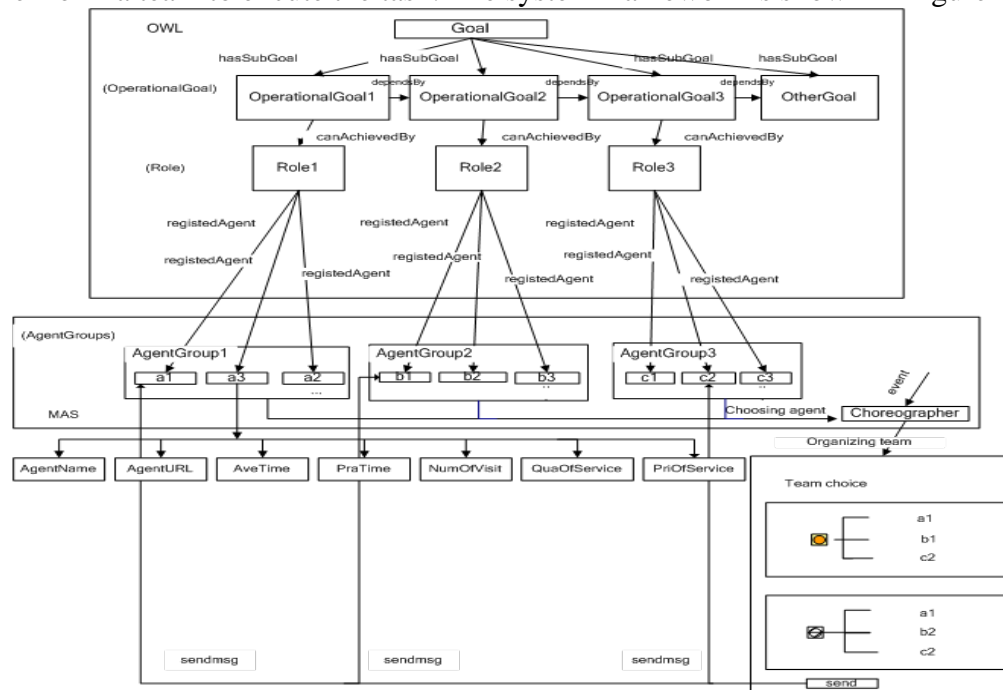 OWL
Goal
hasSubGoal hasSubGoal hasSubGoal hasSubGoal
(OperationalGoal)
OperationalGoal1 dependsBy OperationalGoal2 dependsBy OperationalGoal3 dependsBy OtherGoal
canAchievedBy canAchievedBy canAchievedBy
(Role)
Role1 Role2 Role3
registedAgent registedAgent registedAgent
registedAgent registedAgent registedAgent
registedAgent registedAgent registedAgent
(AgentGroups)
AgentGroup1 AgentGroup2 AgentGroup3
a1 a3 a2 b1 b2 b3 c1 c2 c3
...
event
MAS
Choosing agent
Choreographer
Organizing team
AgentName AgentURL AveTime PraTime NumOfVisit QuaOfService PriOfService
Team choice
a1
b1
c2
a1
b2
c2
sendmsg sendmsg sendmsg
send